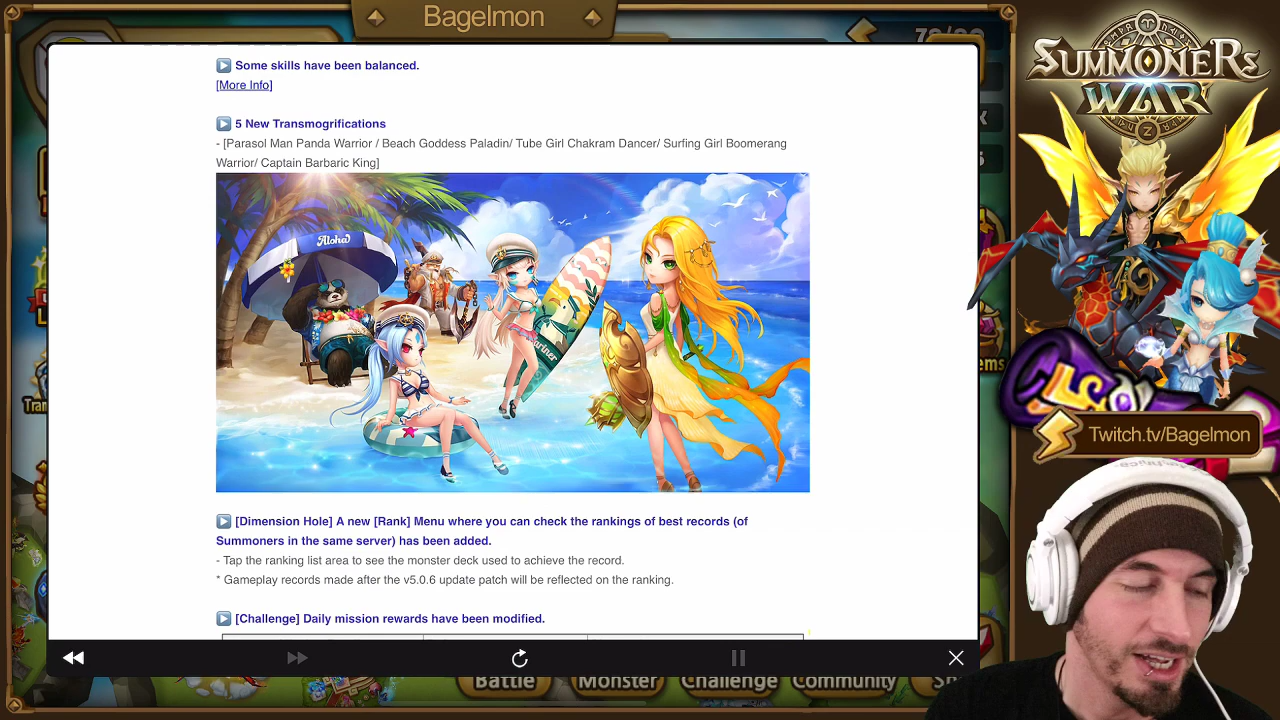 Bagelmon
Some skills have been balanced.
[More Info]
5 New Transmogrifications
- [Parasol Man Panda Warrior / Beach Goddess Paladin/ Tube Girl Chakram Dancer/ Surfing Girl Boomerang
Warrior/ Captain Barbaric King]
Aloha
[Dimension Hole] A new [Rank] Menu where you can check the rankings of best records (of
Summoners in the same server) has been added.
- Tap the ranking list area to see the monster deck used to achieve the record.
* Gameplay records made after the v5.0.6 update patch will be reflected on the ranking.
[Challenge] Daily mission rewards have been modified.
Battle
Monster
Challenge
Community
SUMMONERS
WAR
Twitch.tv/Bagelmon